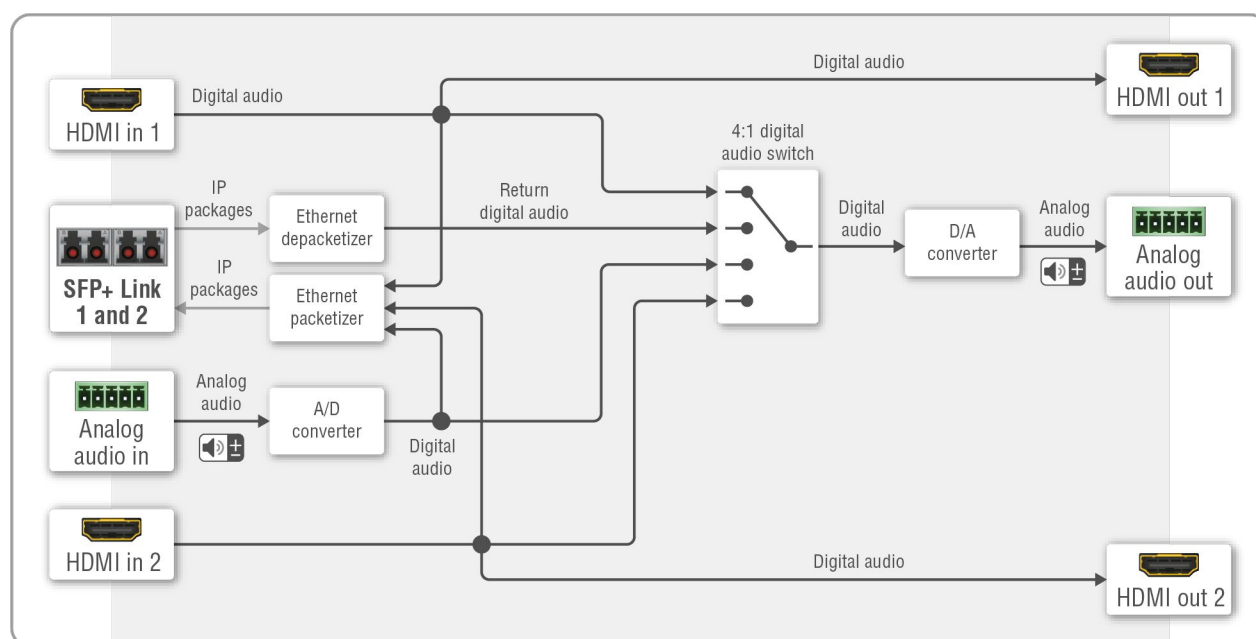 HDMI in 1
Digital audio
Digital audio
HDMI out 1
4:1 digital
audio switch
SFP+ Link
1 and 2
IP
packages
Ethernet
depacketizer
Return
digital audio
IP
packages
Ethernet
packetizer
Digital
audio
D/A
converter
Analog
audio
Analog
audio out
Analog
audio in
Analog
audio
A/D
converter
Digital
audio
HDMI in 2
Digital audio
HDMI out 2